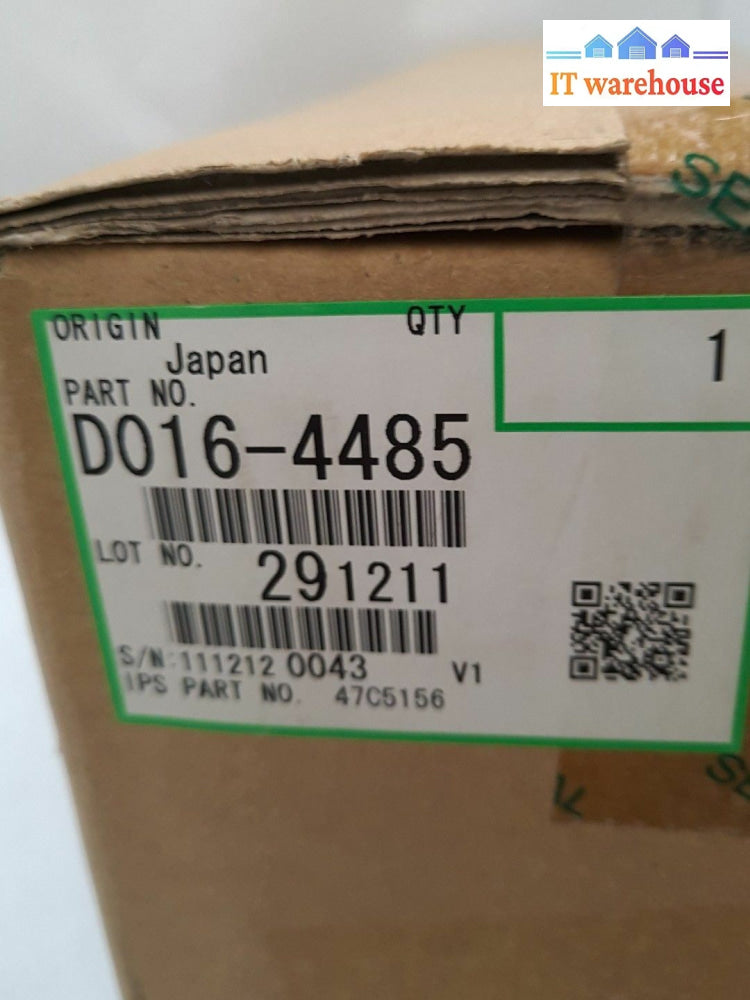 IT warehouse
ORIGIN QTY
Japan 1
PART NO.
D016-4485
LOT NO. 291211
S/N:111212 0043 V1
IPS PART NO. 47C5156